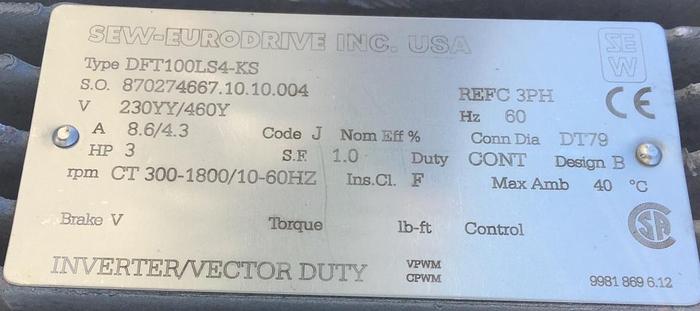 SEW-EURODRIVE INC. USA
SEW
Type DFT100LS4-KS
S.O. 870274667.10.10.004 REFC 3PH
V 230YY/460Y Hz 60
CE
A 8.6/4.3 Code J Nom Eff % Conn Dia DT79
HP 3 S.F. 1.0 Duty CONT Design B
rpm CT 300-1800/10-60HZ Ins.Cl. F Max Amb 40 °C
Brake V Torque lb-ft Control
CSA
INVERTER/VECTOR DUTY VPWM
CPWM
9981 869 6.12